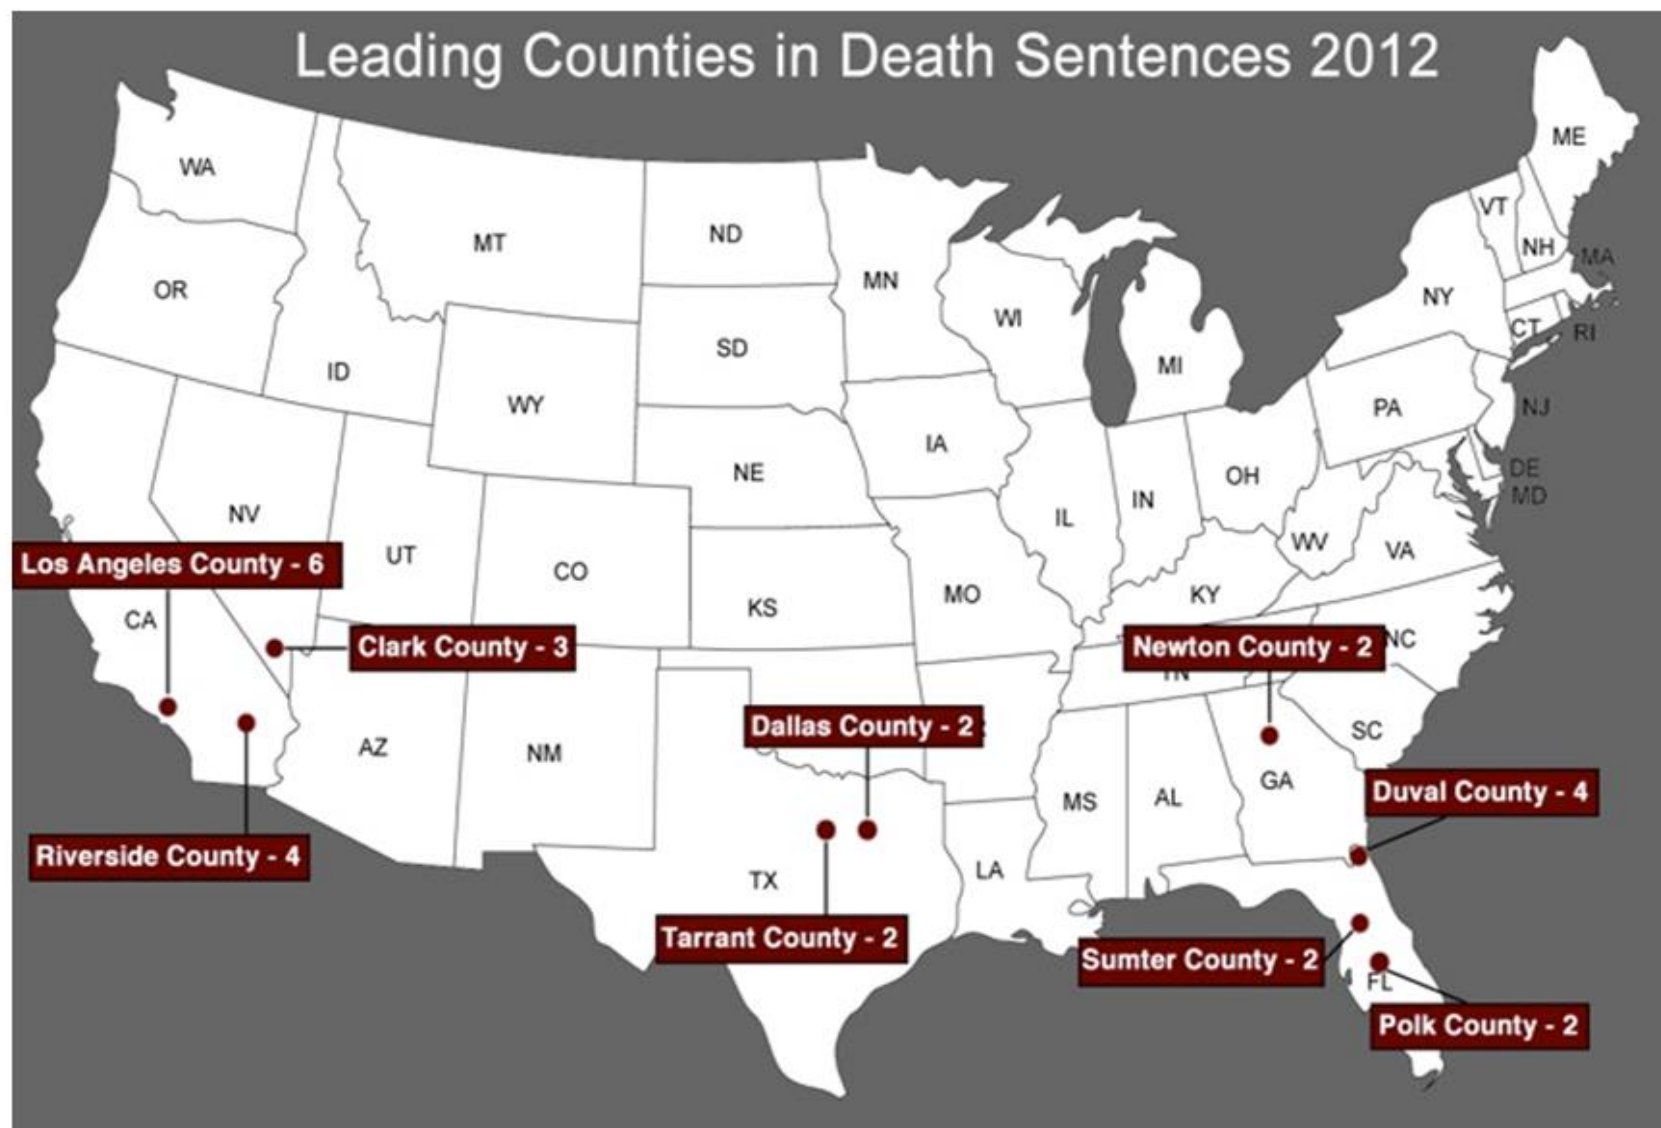 Leading Counties in Death Sentences 2012
ME
WA
VT
MT
ND
NH
MA
OR
MN
NY
WI
CT
RI
SD
ID
MI
WY
PA
NJ
IA
NE
OH
DE
MD
NV
IL
IN
WV
VA
UT
CO
Los Angeles County - 6
KS
MO
KY
CA
Clark County - 3
Newton County - 2
NC
TN
Dallas County - 2
SC
AZ
NM
GA
MS
AL
Duval County - 4
Riverside County - 4
LA
TX
Tarrant County - 2
Sumter County - 2
FL
Polk County - 2